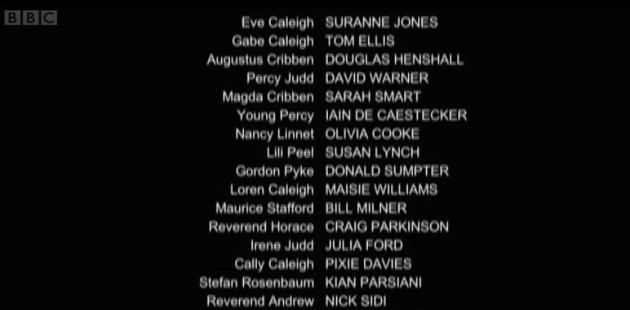 BBC
Eve Caleigh SURANNE JONES
Gabe Caleigh TOM ELLIS
Augustus Cribben DOUGLAS HENSHALL
Percy Judd DAVID WARNER
Magda Cribben SARAH SMART
Young Percy IAIN DE CAESTECKER
Nancy Linnet OLIVIA COOKE
Lili Peel SUSAN LYNCH
Gordon Pyke DONALD SUMPTER
Loren Caleigh MAISIE WILLIAMS
Maurice Stafford BILL MILNER
Reverend Horace CRAIG PARKINSON
Irene Judd JULIA FORD
Cally Caleigh PIXIE DAVIES
Stefan Rosenbaum KIAN PARSIANI
Reverend Andrew NICK SIDI